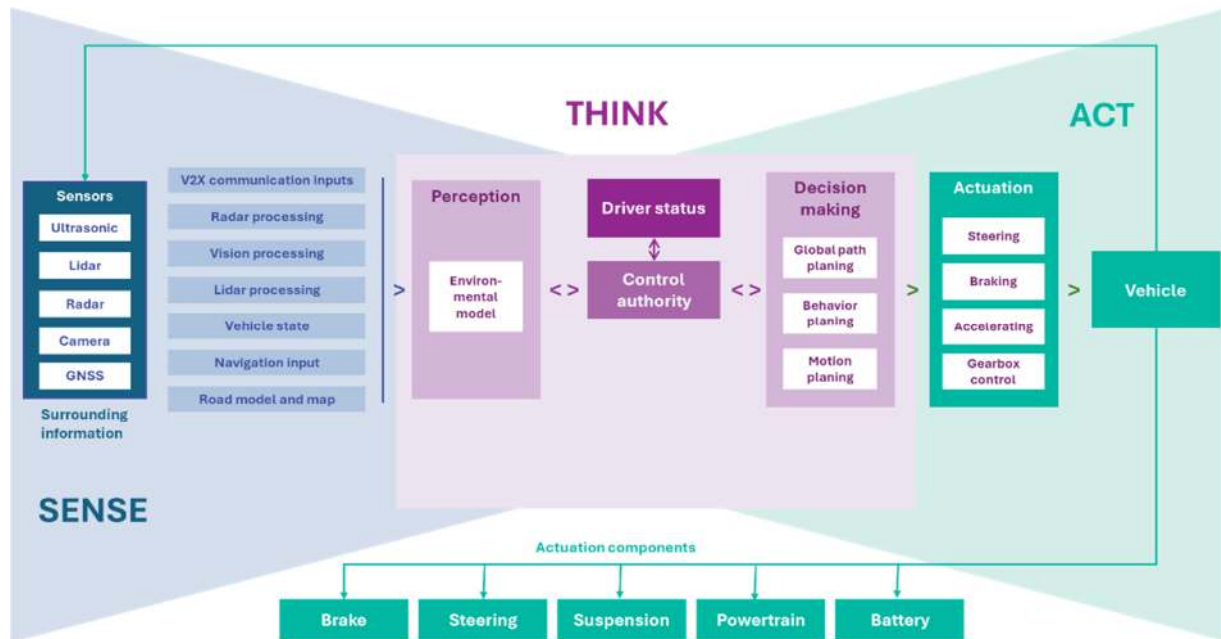 THINK
ACT
SENSE
Sensors
Ultrasonic
Lidar
Radar
Camera
GNSS
Surrounding
information
V2X communication inputs
Radar processing
Vision processing
Lidar processing
Vehicle state
Navigation input
Road model and map
>
Perception
Environ-
mental
model
< >
Driver status
Control
authority
< >
Decision
making
Global path
planing
Behavior
planing
Motion
planing
>
Actuation
Steering
Braking
Accelerating
Gearbox
control
>
Vehicle
Actuation components
Brake
Steering
Suspension
Powertrain
Battery